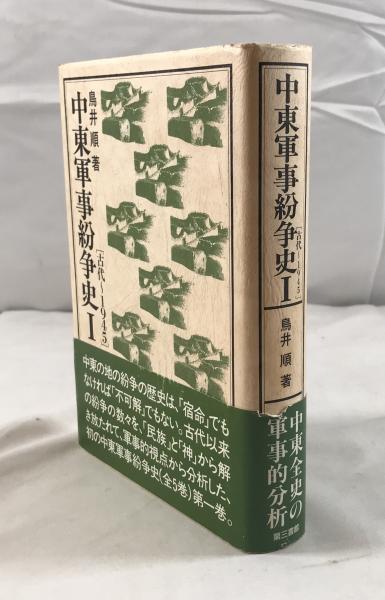 鳥井 順 著
中東軍事紛争史Ⅰ
[古代~1945]
中東の地の紛争の歴史は、「宿命」でも
なければ「不可解」でもない。古代以来
の紛争の数々を、「民族」と「神」から解
き放たれて、軍事的視点から分析した、
初の中東軍事紛争史(全5巻)第一巻。
中東軍事紛争史Ⅰ
[古代~1945]
鳥井 順 著
中東全史の
軍事的分析
第三書館